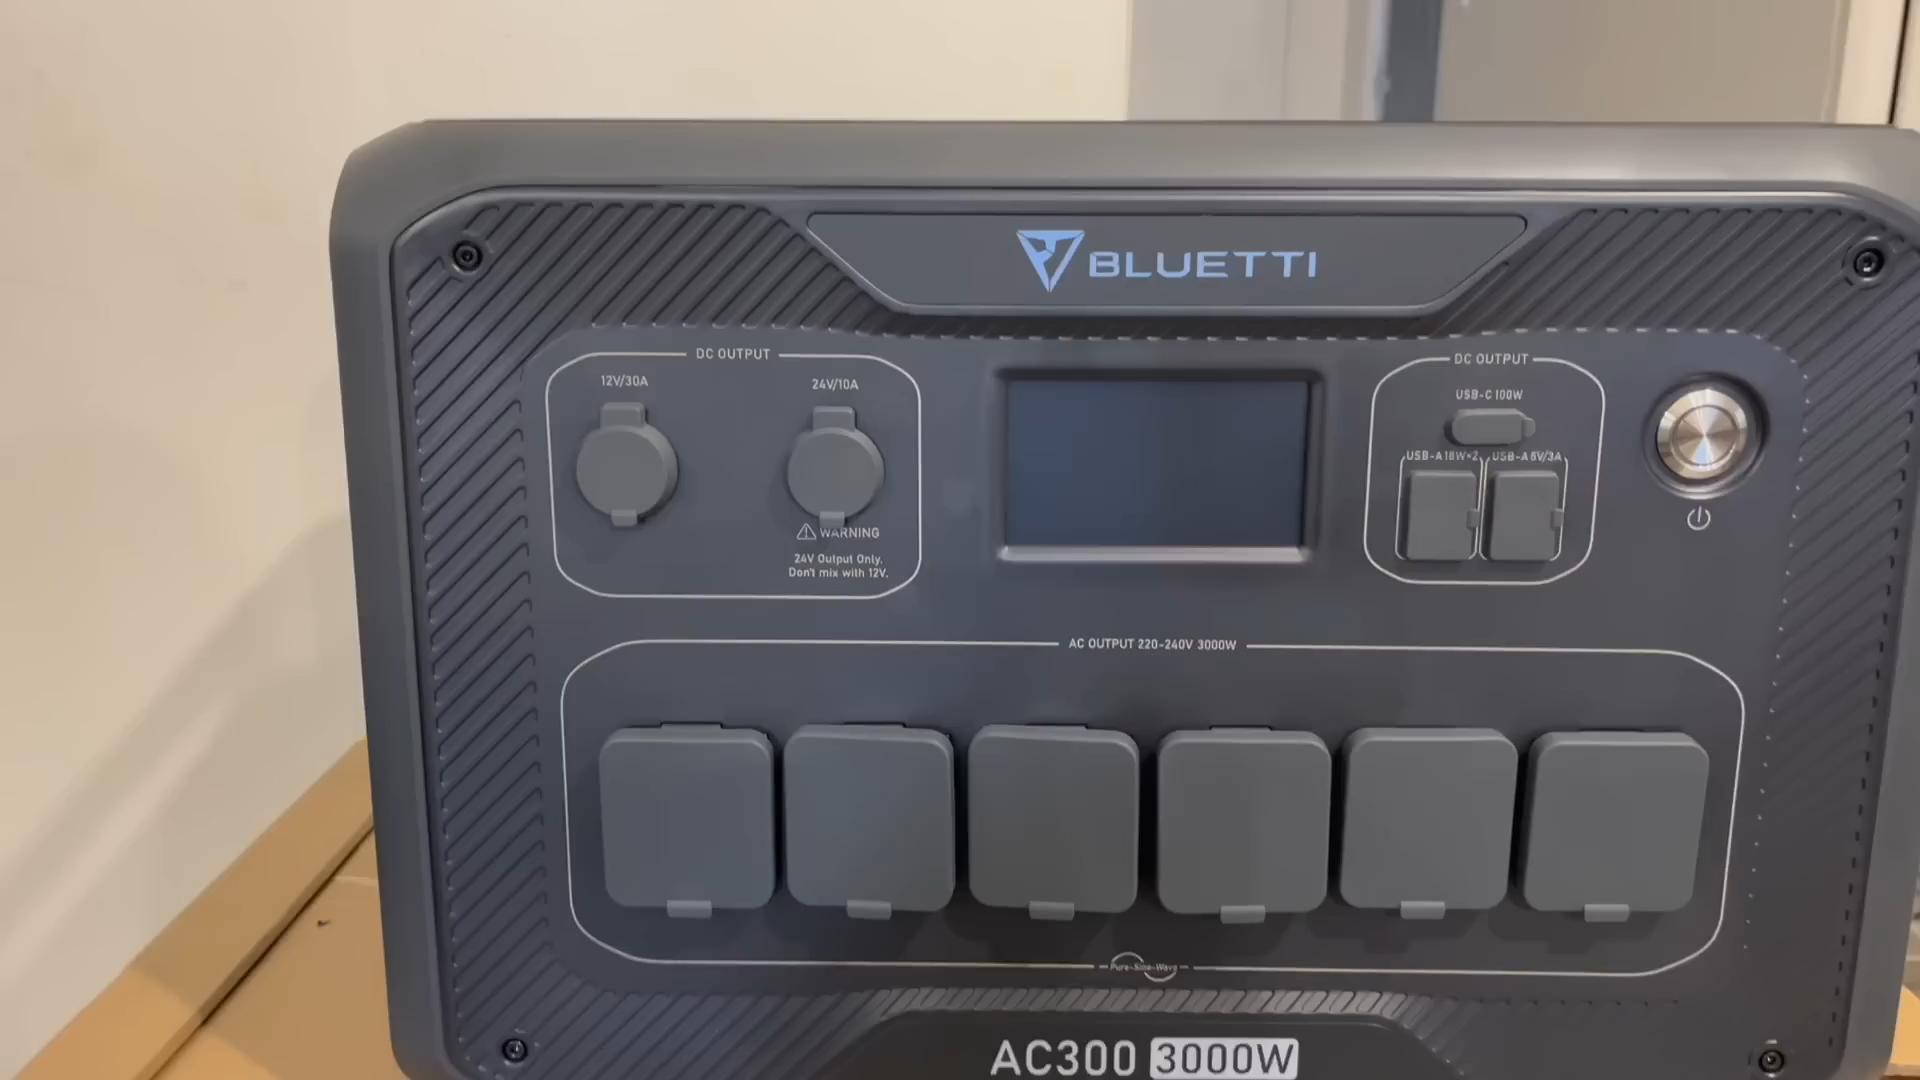 BLUETTI
DC OUTPUT
12V/30A
24V/10A
WARNING
24V Output Only.
Don't mix with 12V.
DC OUTPUT
USB-C 100W
USB-A 18W×2
USB-A 5V/3A
AC OUTPUT 220-240V 3000W
Pure-Sine-Wave
AC300 3000W